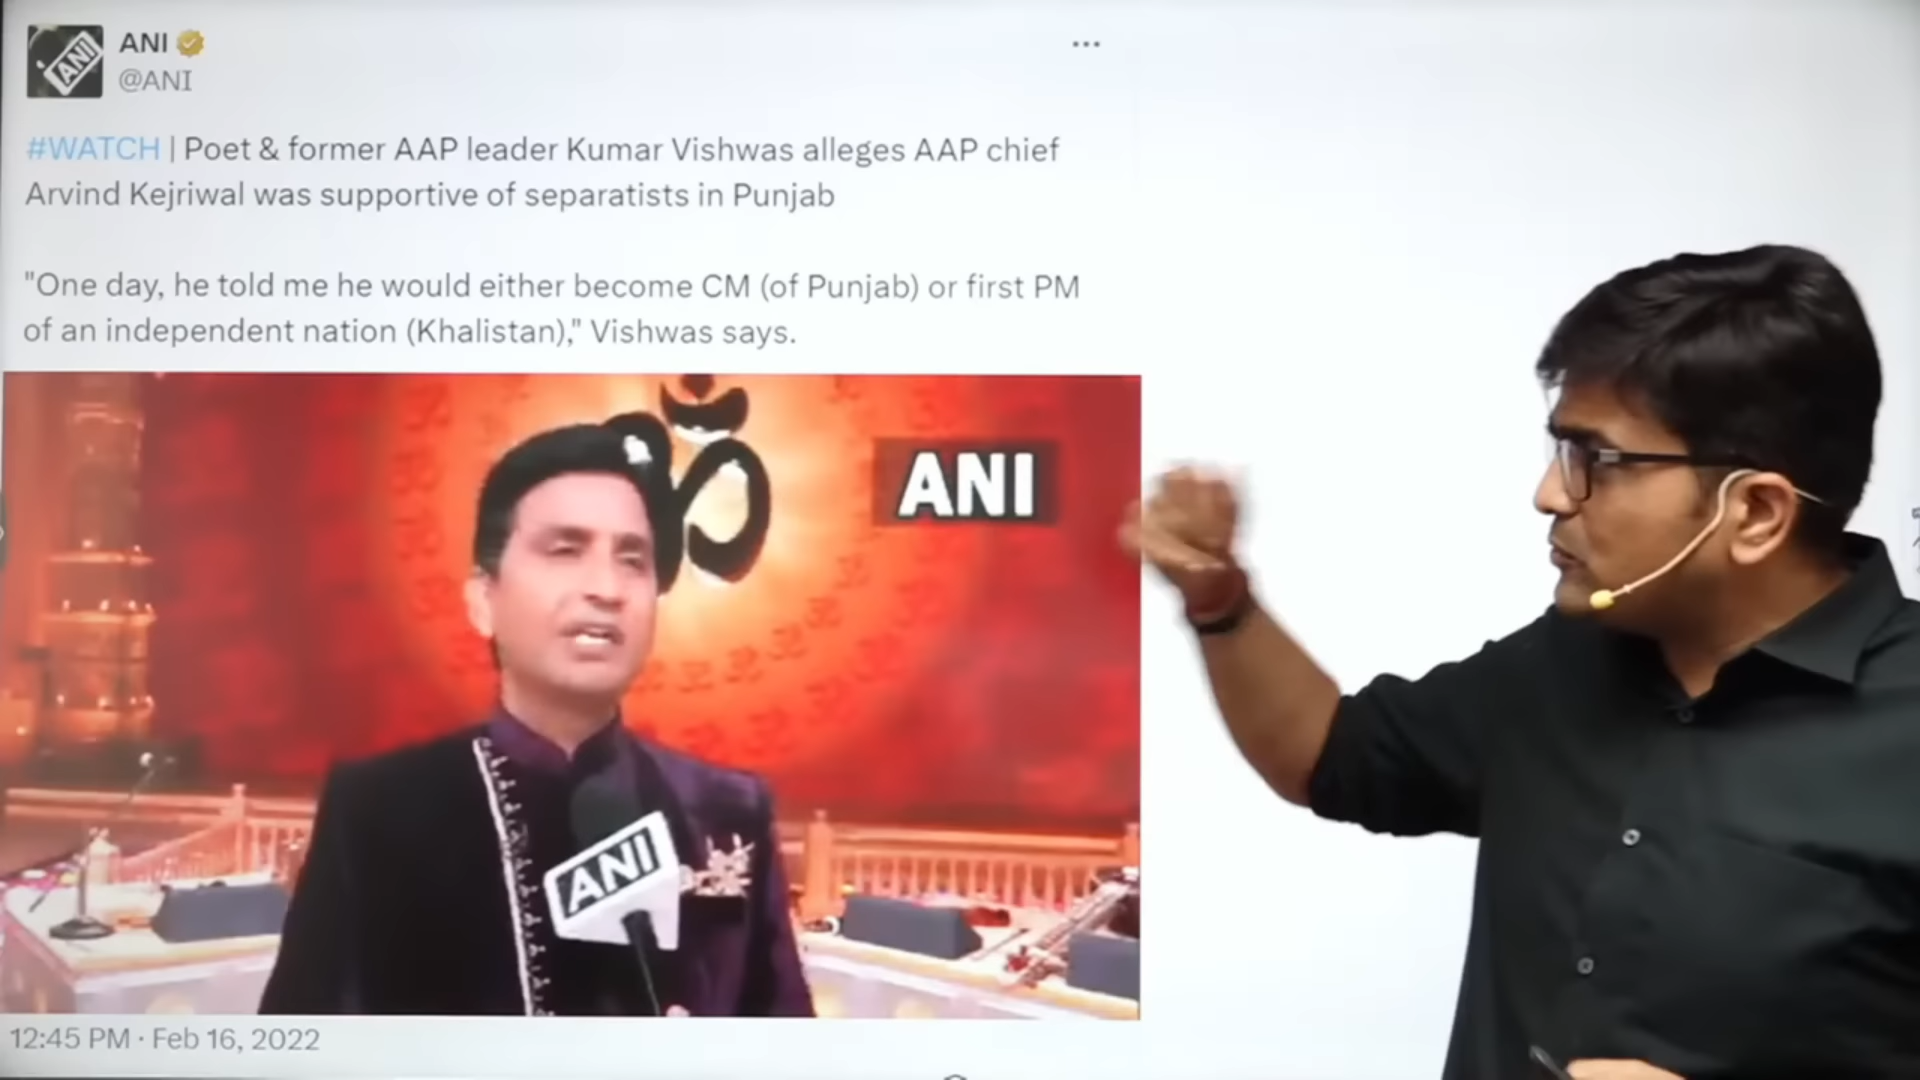 ANI
ANI
@ANI
#WATCH | Poet & former AAP leader Kumar Vishwas alleges AAP chief
Arvind Kejriwal was supportive of separatists in Punjab
"One day, he told me he would either become CM (of Punjab) or first PM
of an independent nation (Khalistan)," Vishwas says.
ॐ
ANI
ANI
12:45 PM · Feb 16, 2022